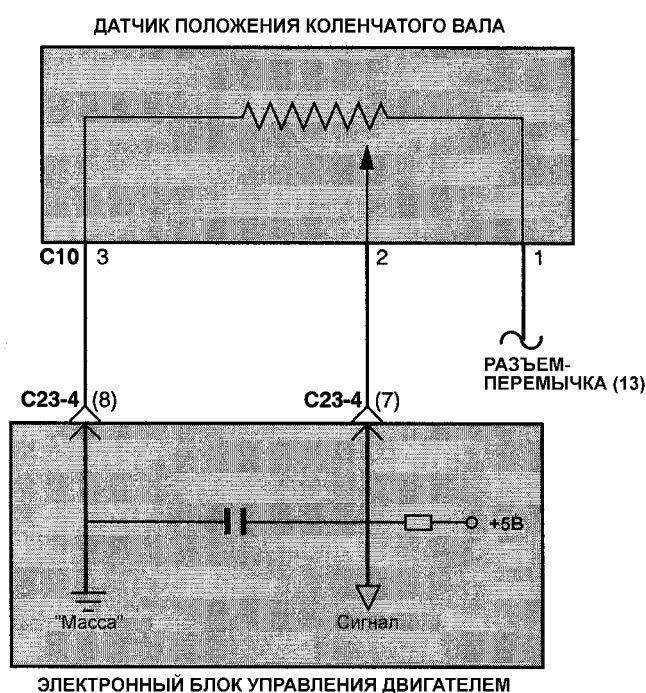 ДАТЧИК ПОЛОЖЕНИЯ КОЛЕНЧАТОГО ВАЛА
C10 3 2 1
РАЗЪЕМ-
ПЕРЕМЫЧКА (13)
C23-4 (8) C23-4 (7)
+5В
"Масса" Сигнал
ЭЛЕКТРОННЫЙ БЛОК УПРАВЛЕНИЯ ДВИГАТЕЛЕМ